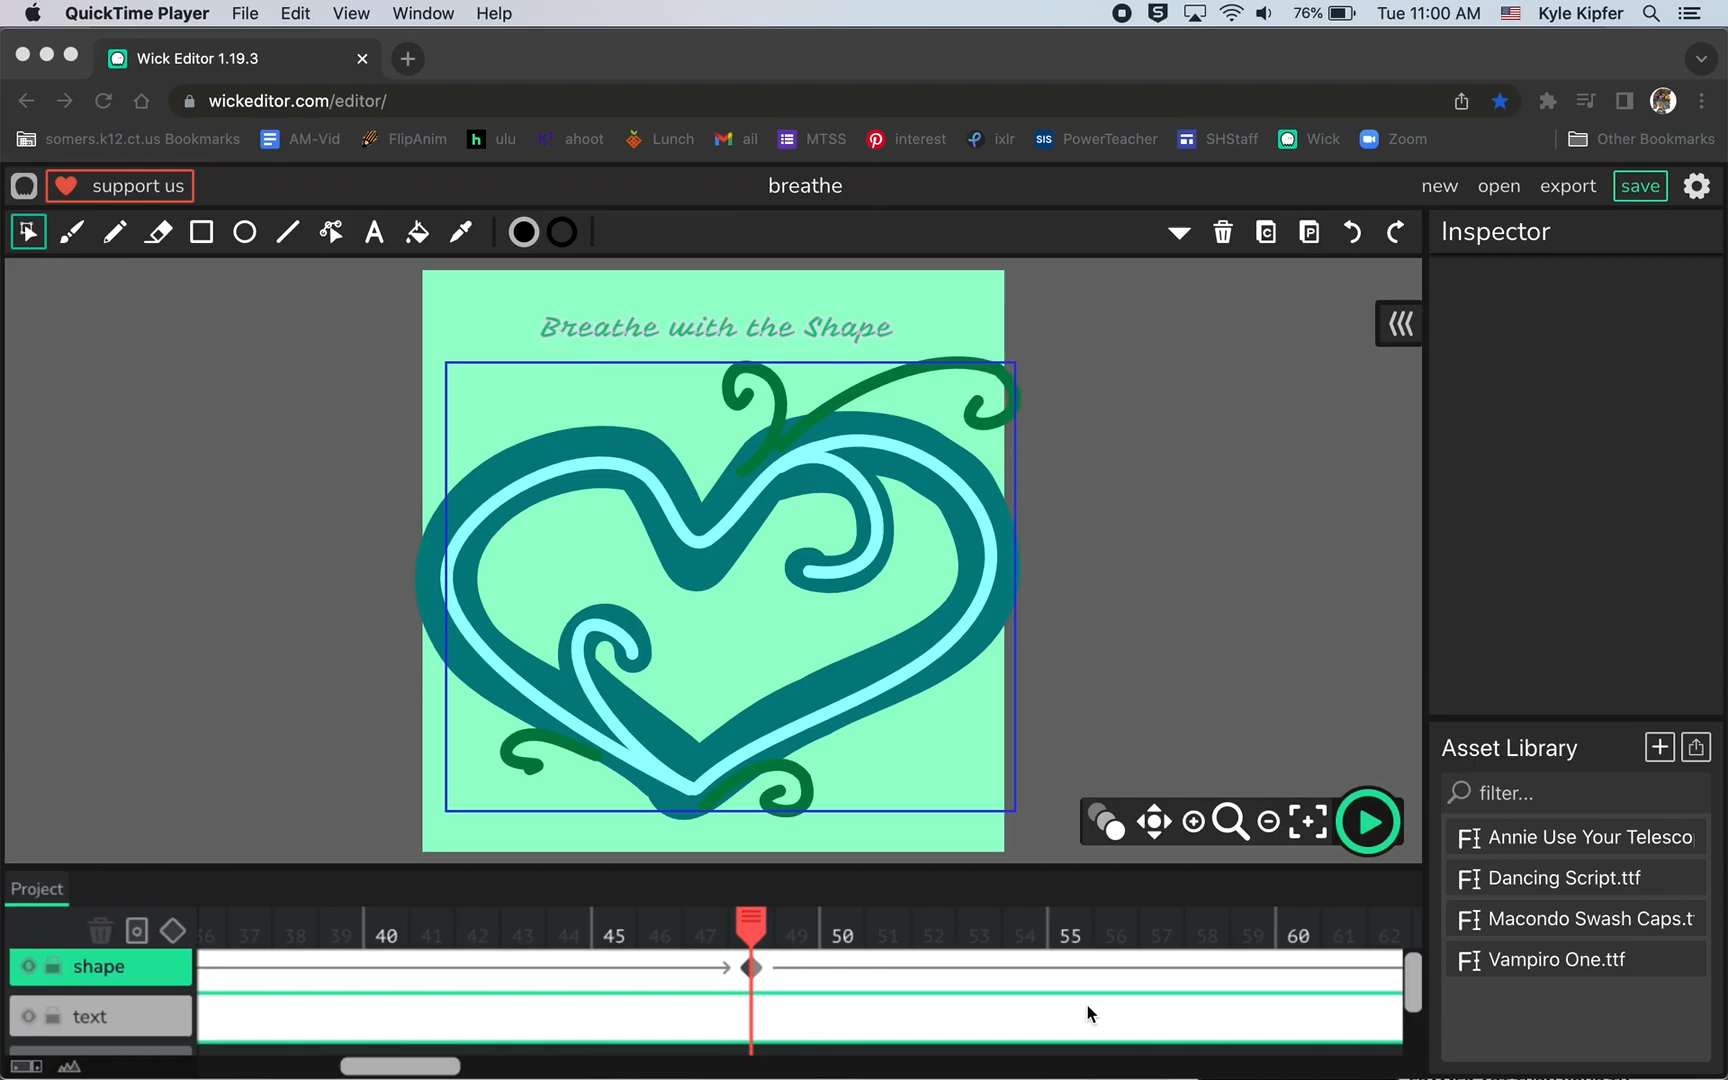 QuickTime Player File Edit View Window Help 76% Tue 11:00 AM Kyle Kipfer
Wick Editor 1.19.3
wickeditor.com/editor/
somers.k12.ct.us Bookmarks AM-Vid FlipAnim ulu ahoot Lunch ail MTSS interest ixlr SIS PowerTeacher SHStaff Wick Zoom Other Bookmarks
support us breathe new open export save
Inspector
Breathe with the Shape
Asset Library
filter...
Annie Use Your Telesco
Dancing Script.ttf
Macondo Swash Caps.t
Vampiro One.ttf
Project
36 37 38 39 40 41 42 43 44 45 46 47 49 50 51 52 53 54 55 56 57 58 59 60 61 62
shape
text